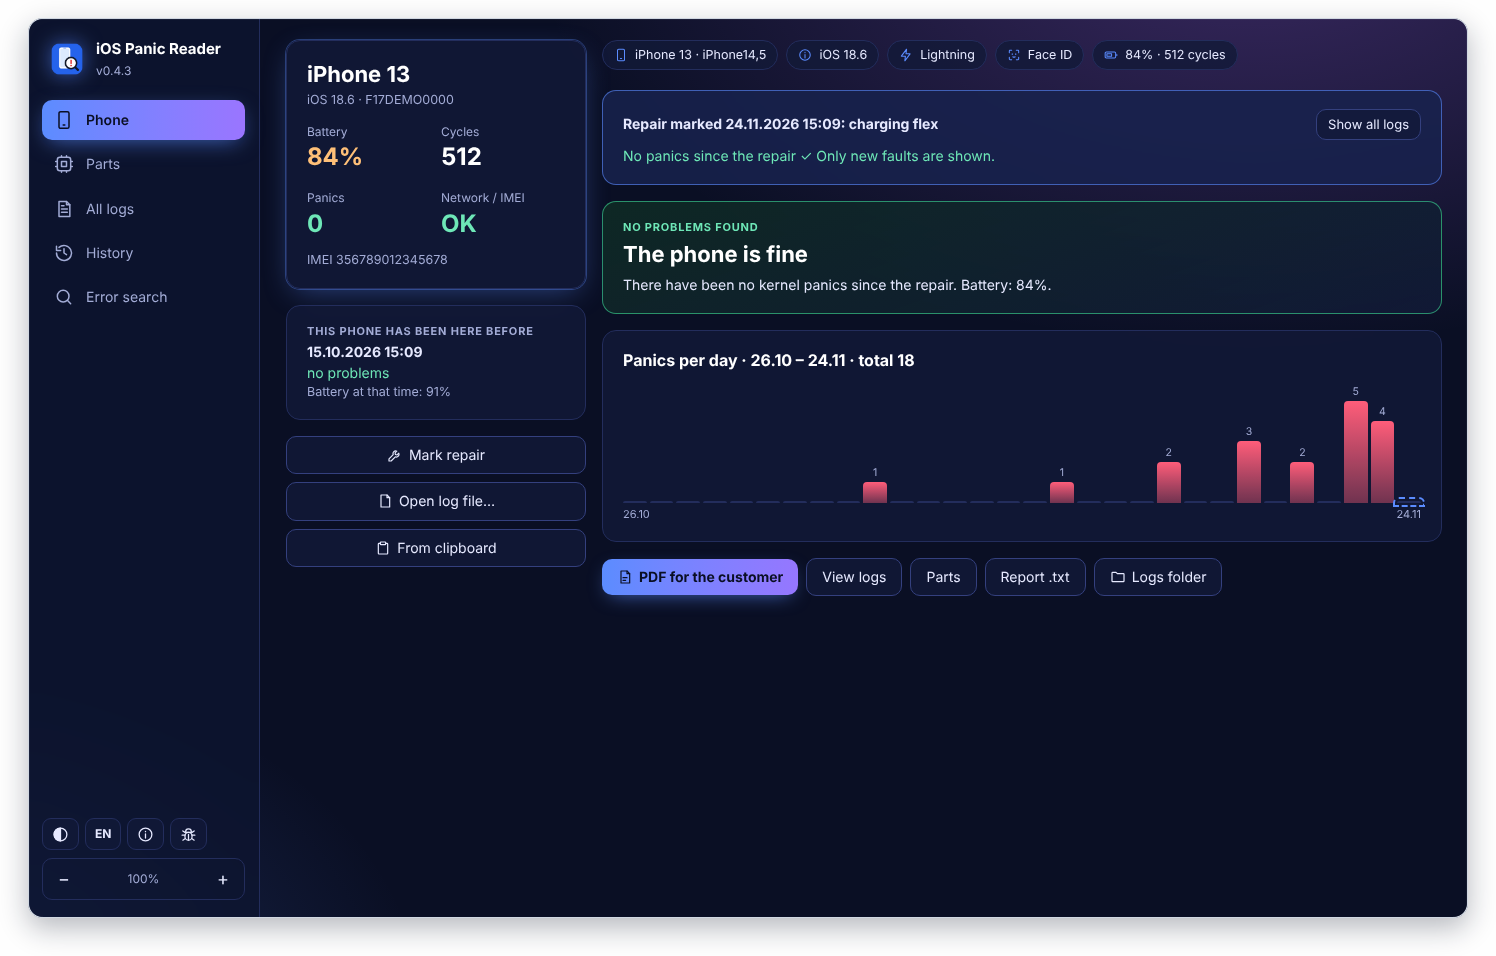 iOS Panic Reader
v0.4.3
Phone
Parts
All logs
History
Error search
EN
− 100% +
iPhone 13
iOS 18.6 · F17DEMO0000
Battery Cycles
84% 512
Panics Network / IMEI
0 OK
IMEI 356789012345678
THIS PHONE HAS BEEN HERE BEFORE
15.10.2026 15:09
no problems
Battery at that time: 91%
Mark repair
Open log file...
From clipboard
iPhone 13 · iPhone14,5
iOS 18.6
Lightning
Face ID
84% · 512 cycles
Repair marked 24.11.2026 15:09: charging flex
Show all logs
No panics since the repair ✓ Only new faults are shown.
NO PROBLEMS FOUND
The phone is fine
There have been no kernel panics since the repair. Battery: 84%.
Panics per day · 26.10 – 24.11 · total 18
1 1 2 3 2 5 4
26.10 24.11
PDF for the customer
View logs
Parts
Report .txt
Logs folder